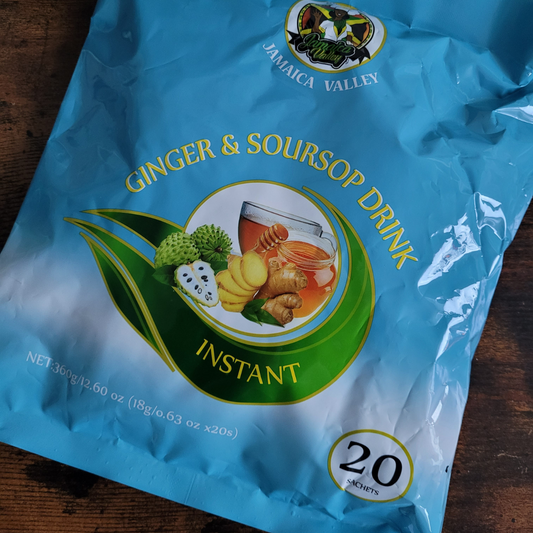 JAMAICA VALLEY
GINGER & SOURSOP DRINK
INSTANT
NET:360g/12.60 oz (18g/0.63 oz x20s)
20
SACHETS